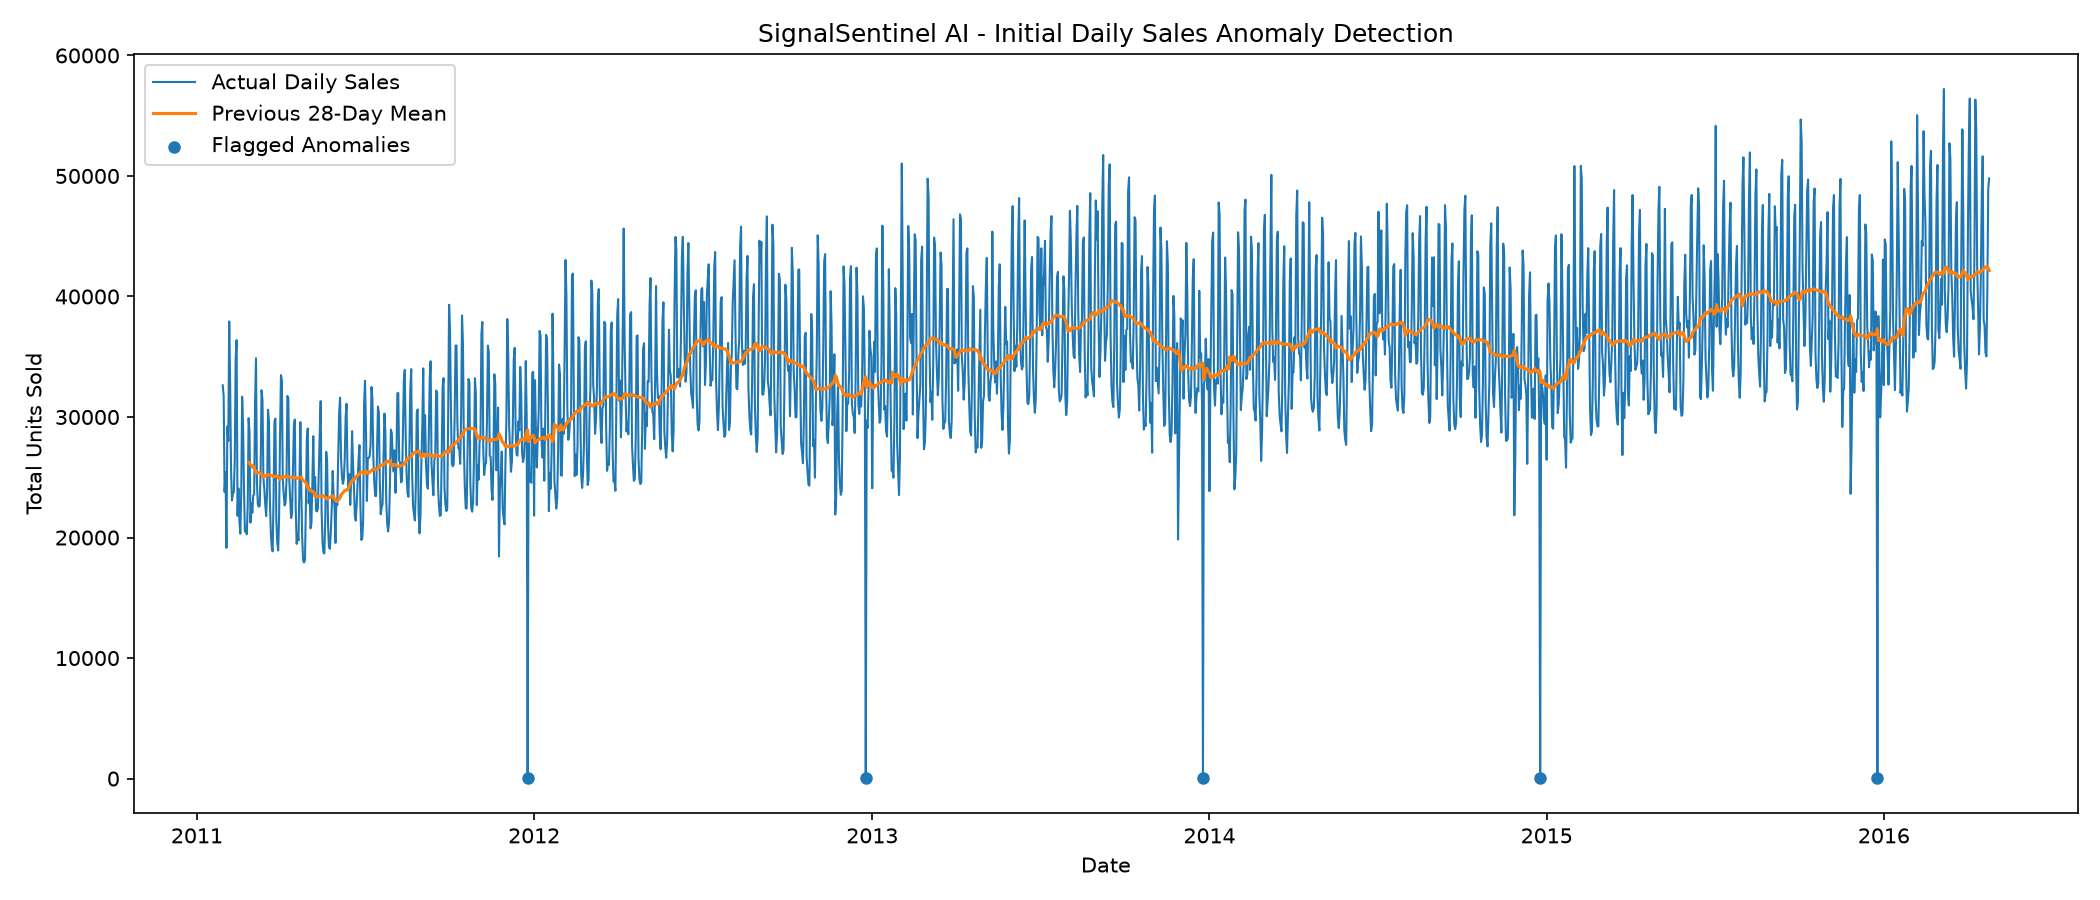 SignalSentinel AI - Initial Daily Sales Anomaly Detection
60000
50000
40000
30000
20000
10000
0
Total Units Sold
Actual Daily Sales
Previous 28-Day Mean
Flagged Anomalies
2011
2012
2013
2014
2015
2016
Date